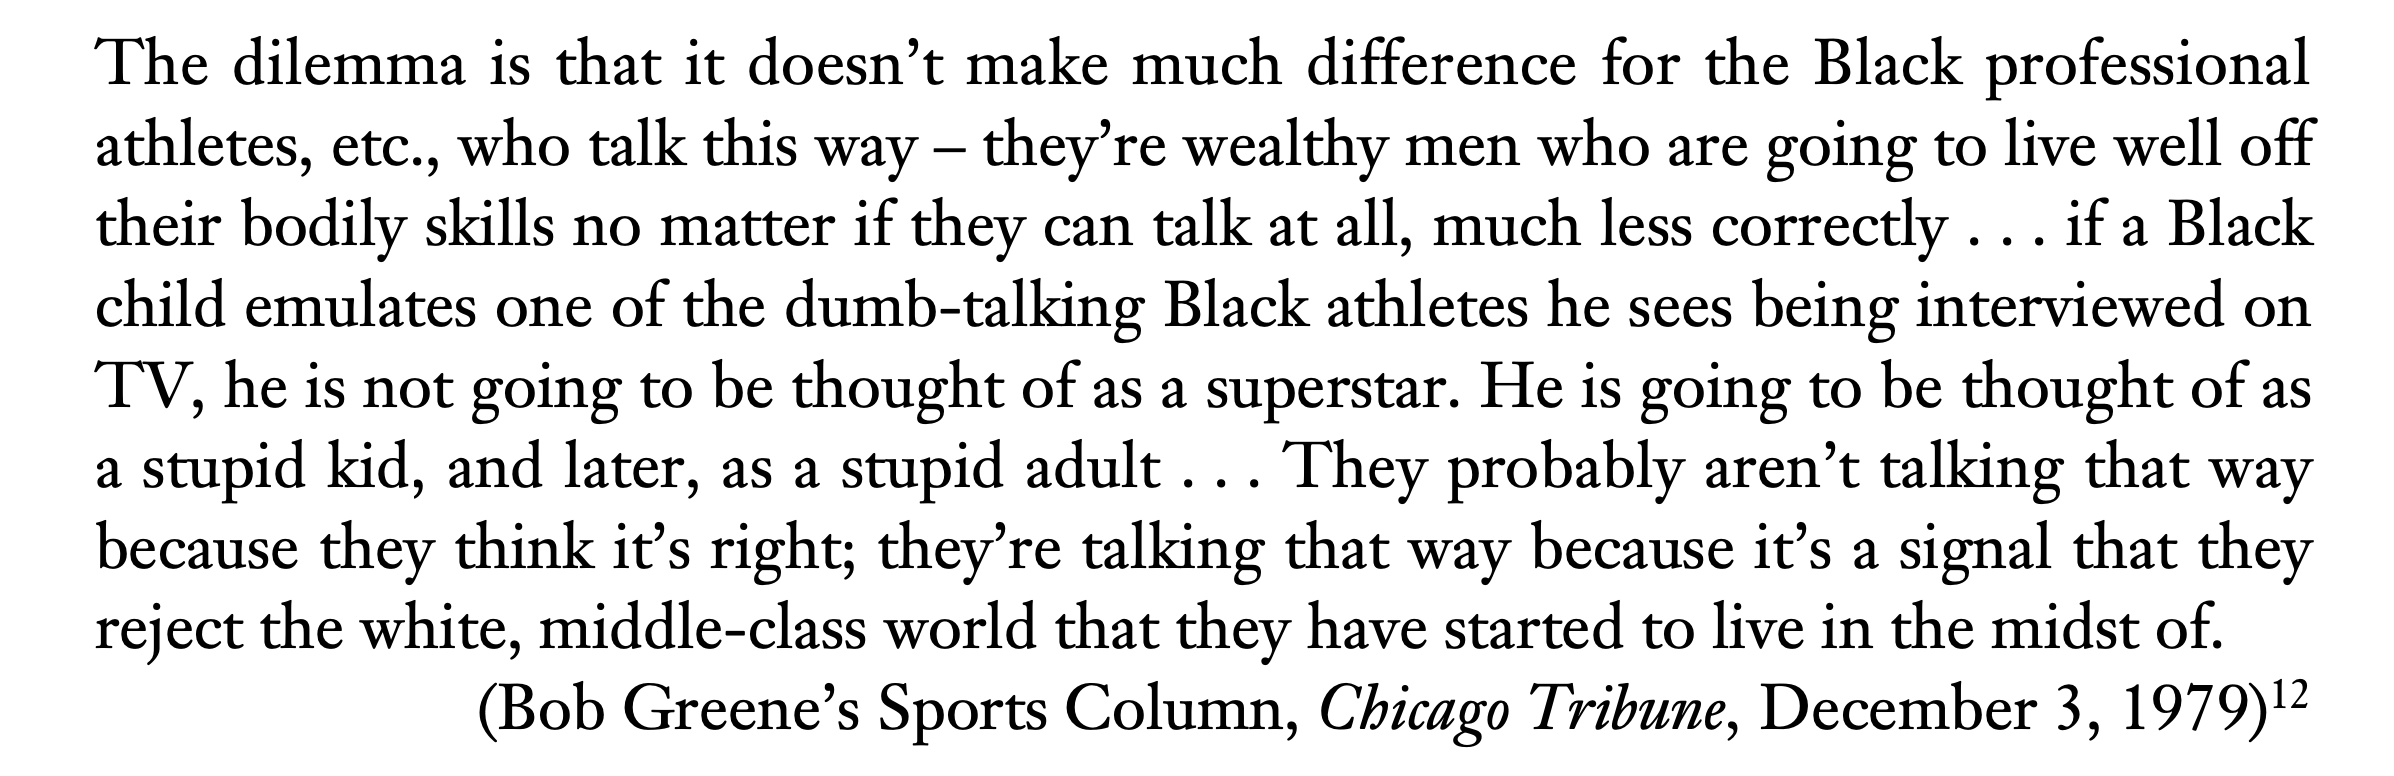 The dilemma is that it doesn’t make much difference for the Black professional
athletes, etc., who talk this way – they’re wealthy men who are going to live well off
their bodily skills no matter if they can talk at all, much less correctly . . . if a Black
child emulates one of the dumb-talking Black athletes he sees being interviewed on
TV, he is not going to be thought of as a superstar. He is going to be thought of as
a stupid kid, and later, as a stupid adult . . . They probably aren’t talking that way
because they think it’s right; they’re talking that way because it’s a signal that they
reject the white, middle-class world that they have started to live in the midst of.
(Bob Greene’s Sports Column, Chicago Tribune, December 3, 1979)¹²